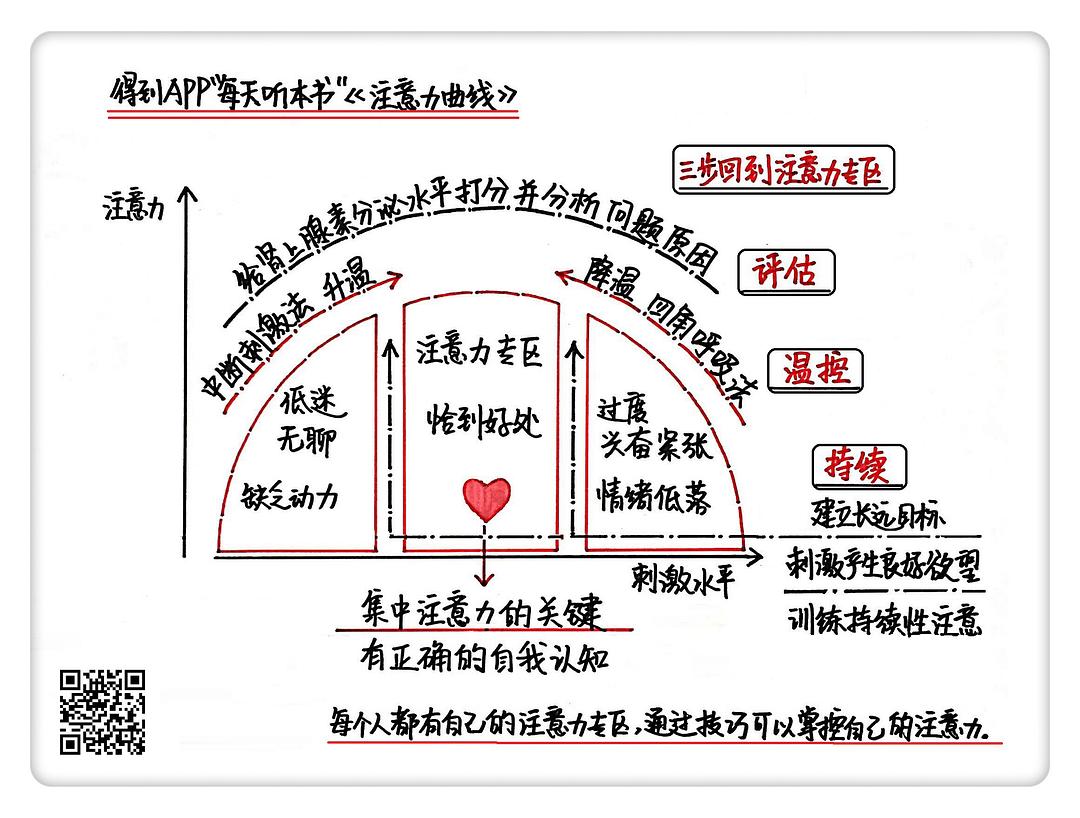 得到APP"每天听本书"《注意力曲线》
三步回到注意力专区
注意力
给肾上腺素分泌水平打分并分析问题原因
评估
中断刺激法 升温
降温 四角呼吸法
温控
注意力专区
恰到好处
低迷
无聊
缺乏动力
过度
兴奋紧张
情绪低落
持续
建立长远目标
刺激产生良好欲望
训练持续性注意
刺激水平
集中注意力的关键
有正确的自我认知
每个人都有自己的注意力专区,通过技巧可以掌控自己的注意力。